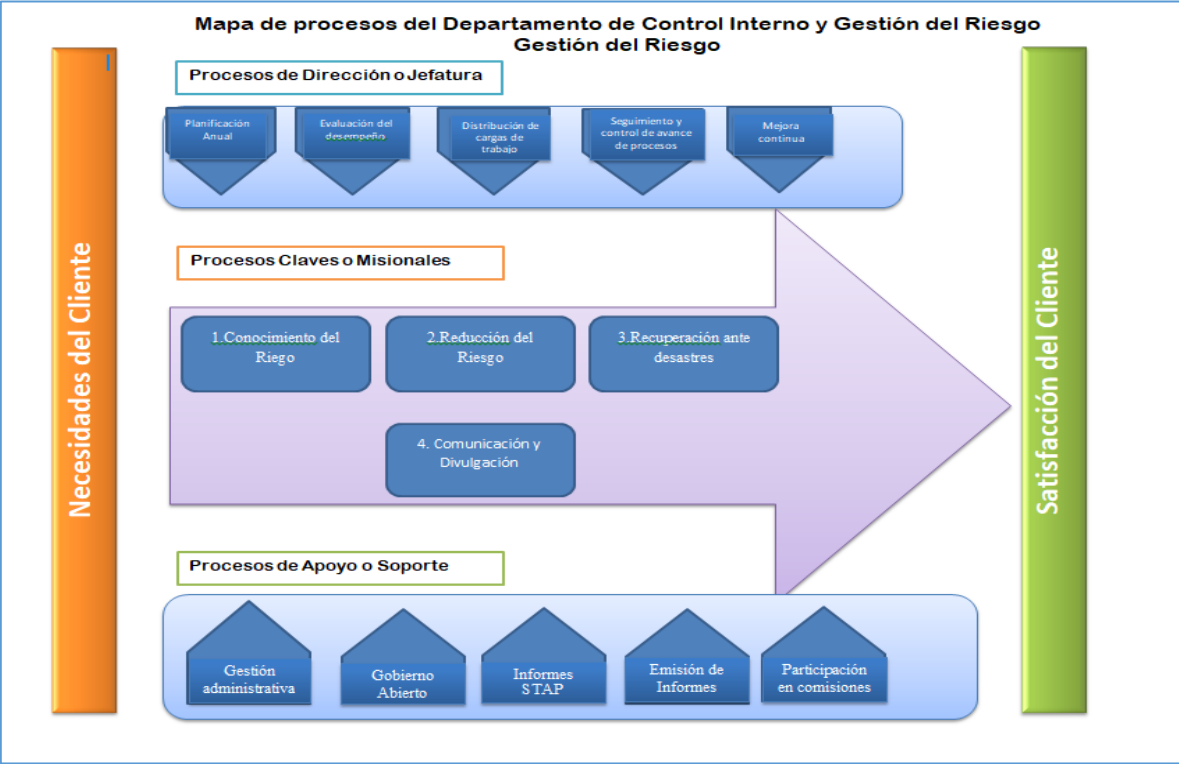 Mapa de procesos del Departamento de Control Interno y Gestión del Riesgo
Gestión del Riesgo
Necesidades del Cliente
Procesos de Dirección o Jefatura
Planificación
Anual
Evaluación del
desempeño
Distribución de
cargas de
trabajo
Seguimiento y
control de avance
de procesos
Mejora
continua
Procesos Claves o Misionales
1.Conocimiento del
Riego
2.Reducción del
Riesgo
3.Recuperación ante
desastres
4. Comunicación y
Divulgación
Procesos de Apoyo o Soporte
Gestión
administrativa
Gobierno
Abierto
Informes
STAP
Emisión de
Informes
Participación
en comisiones
Satisfacción del Cliente